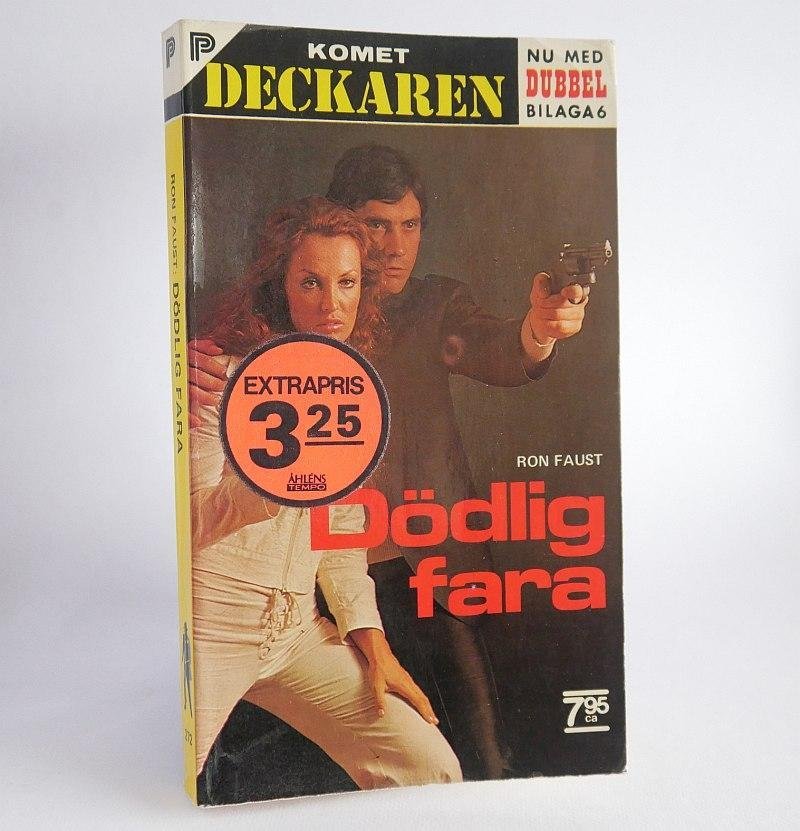 P
P
KOMET
DECKAREN
NU MED
DUBBEL
BILAGA 6
RON FAUST: DÖDLIG FARA
EXTRAPRIS
3 25
ÅHLÉNS
TEMPO
RON FAUST
Dödlig
fara
7 95
ca
272